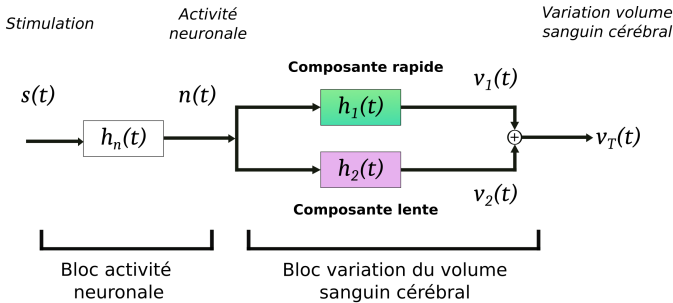 Stimulation
Activité
neuronale
Variation volume
sanguin cérébral
Composante rapide
s(t)
n(t)
v1(t)
hn(t)
h1(t)
+
vT(t)
h2(t)
v2(t)
Composante lente
Bloc activité
neuronale
Bloc variation du volume
sanguin cérébral